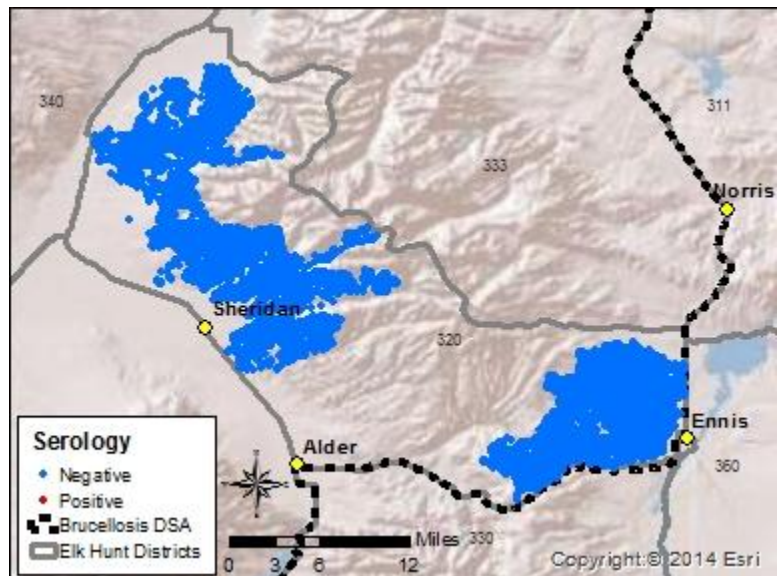 340
311
333
Norris
Sheridan
320
Serology
Negative
Positive
Brucellosis DSA
Elk Hunt Districts
Alder
Ennis
360
Miles
330
0 3 6 12
Copyright:© 2014 Esri